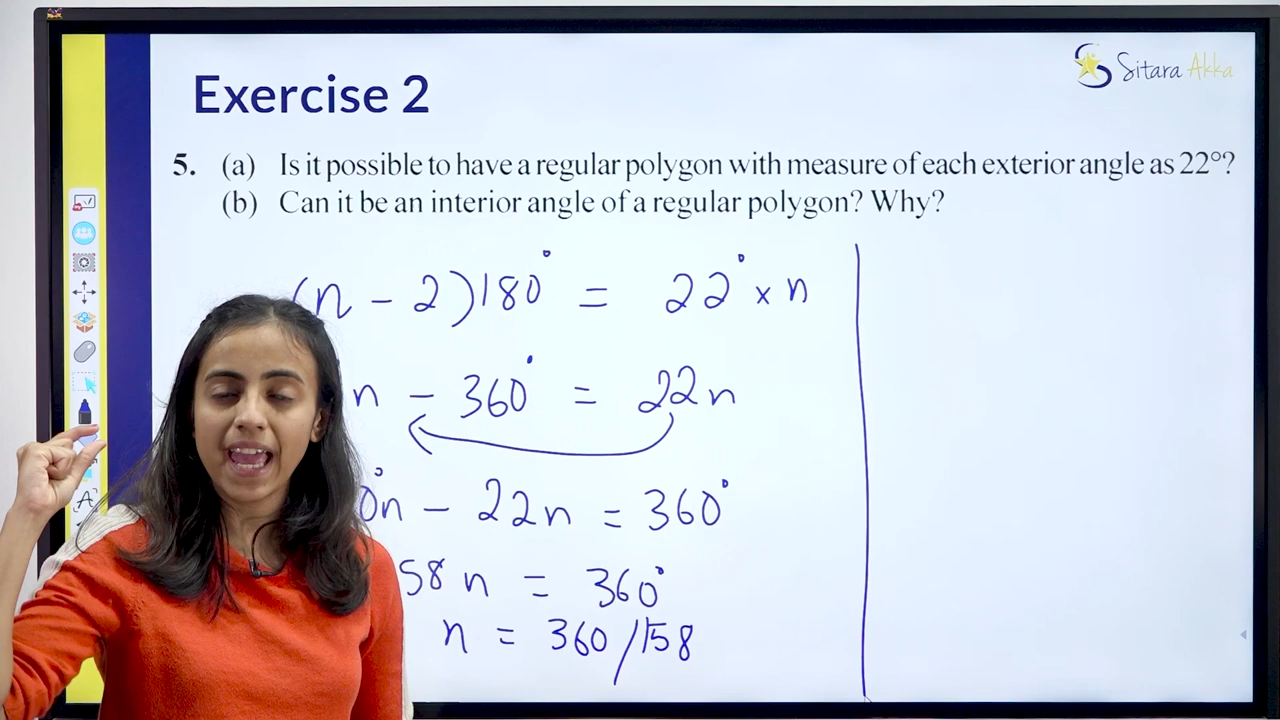 Sitara Akka
Exercise 2
5. (a) Is it possible to have a regular polygon with measure of each exterior angle as 22°?
(b) Can it be an interior angle of a regular polygon? Why?
(n - 2)180° = 22° × n
n - 360° = 22n
0n - 22n = 360°
58n = 360°
n = 360/158